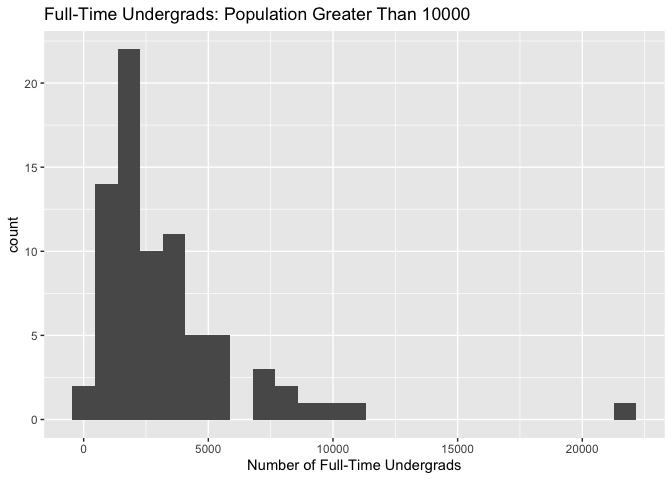 Full-Time Undergrads: Population Greater Than 10000
20
15
10
5
0
count
0 5000 10000 15000 20000
Number of Full-Time Undergrads